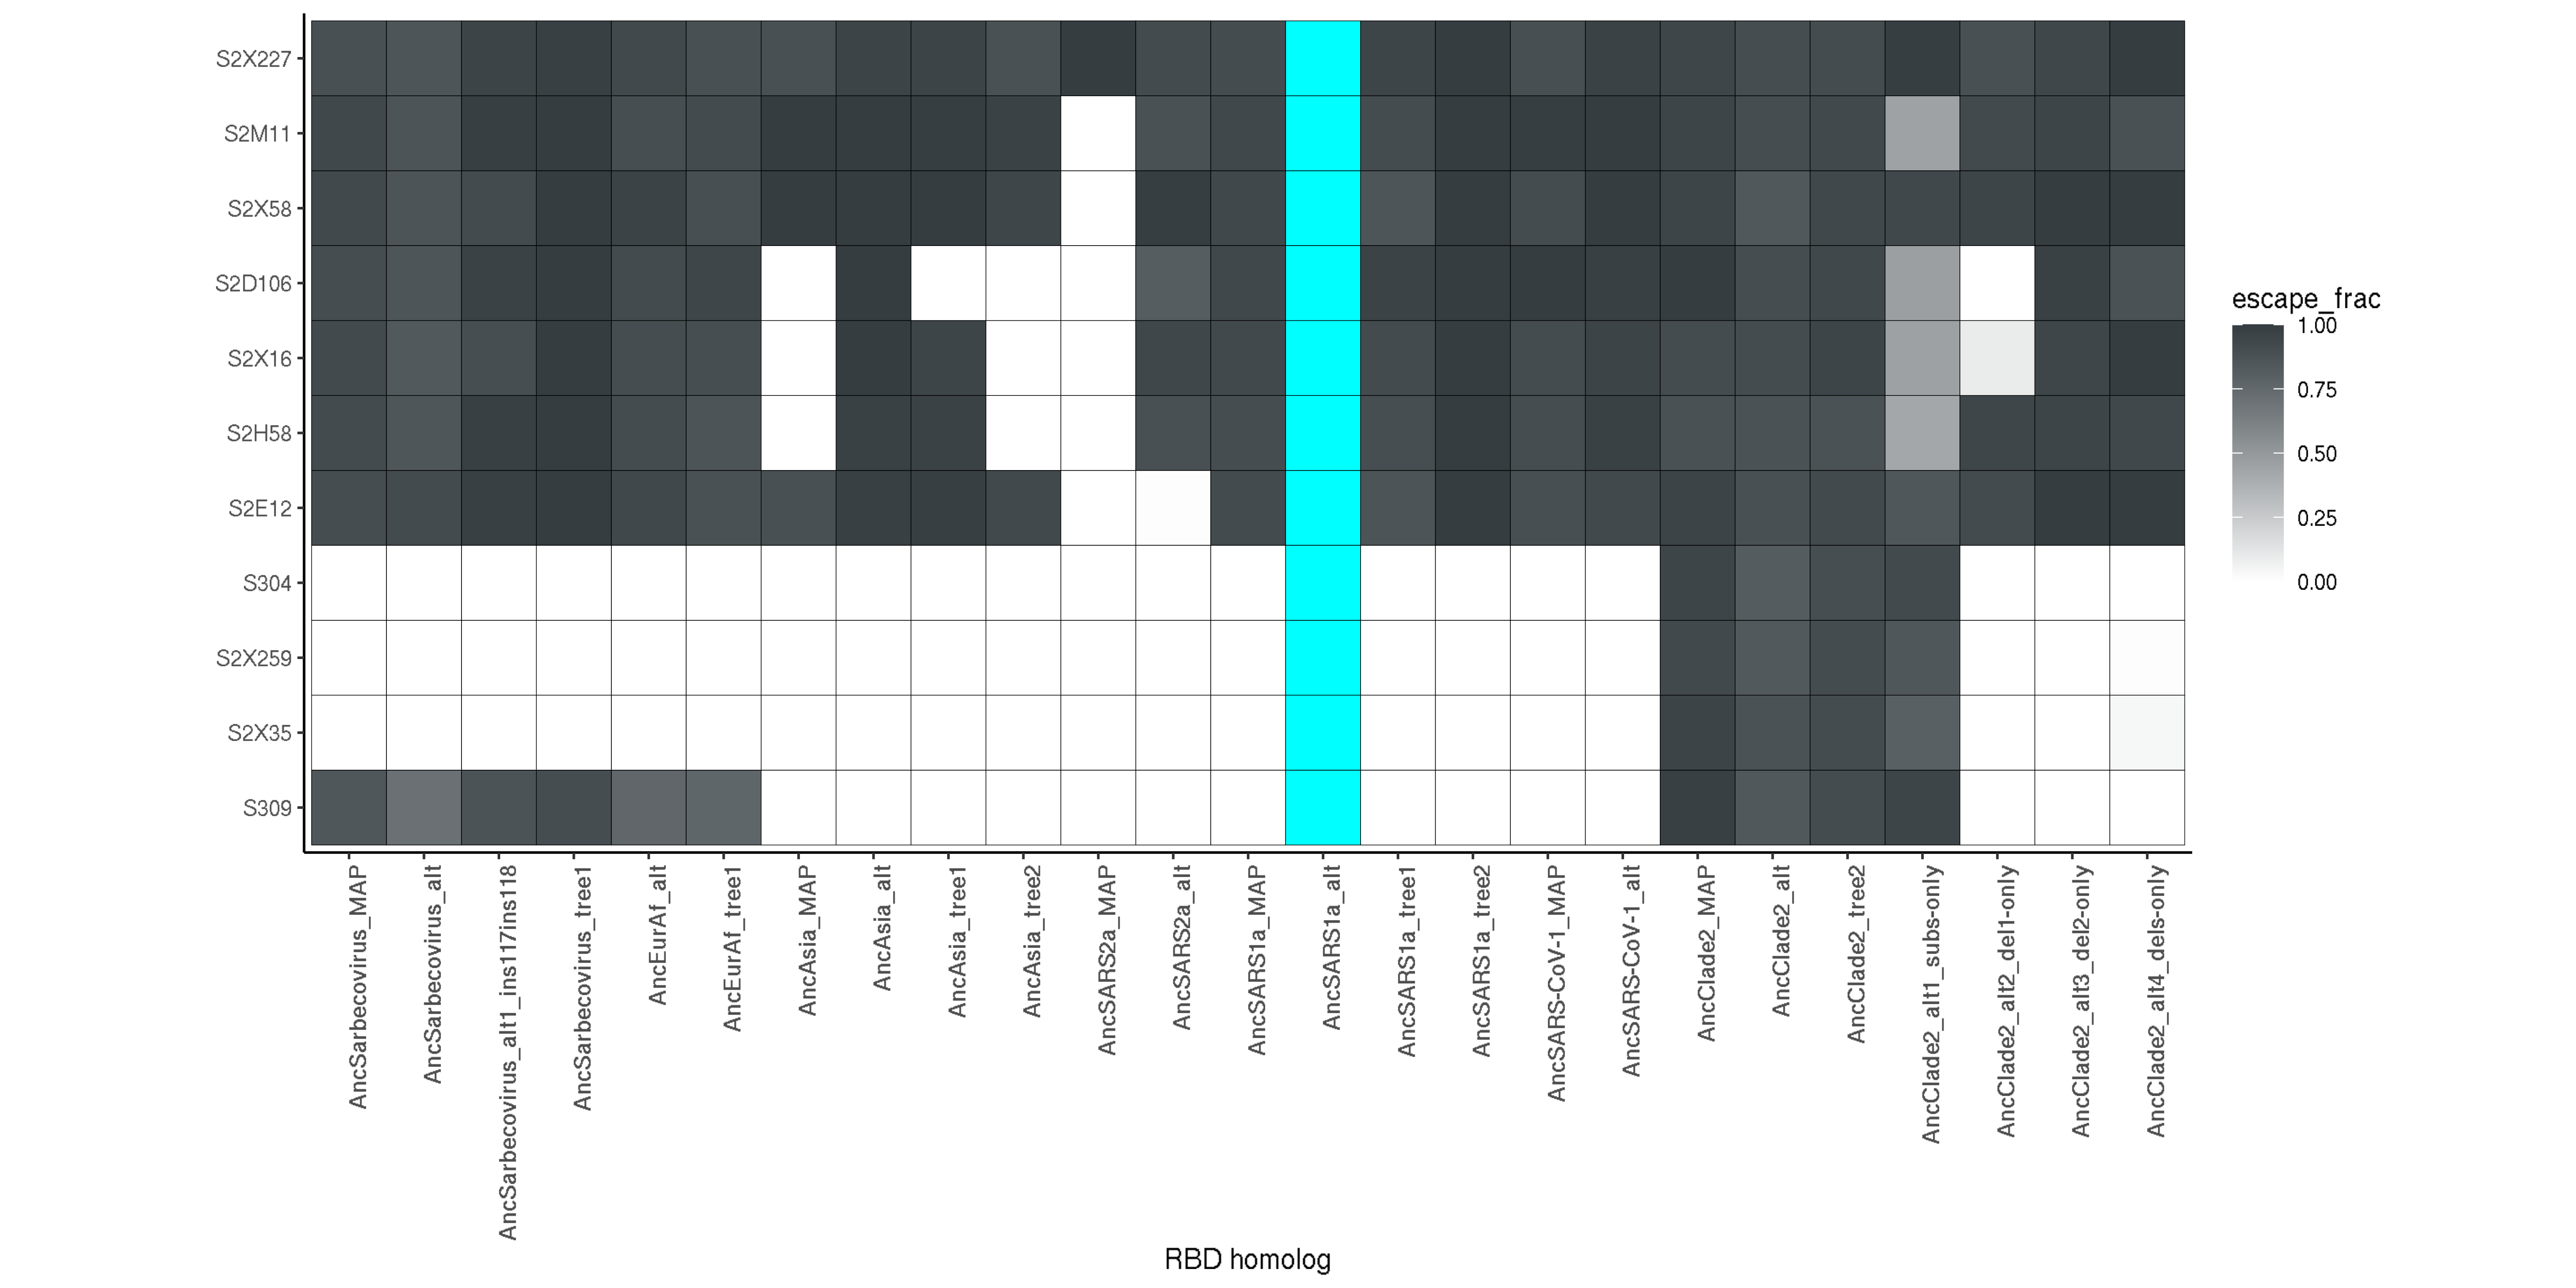 S2X227
S2M11
S2X58
S2D106
S2X16
S2H58
S2E12
S304
S2X259
S2X35
S309
AncSarbecovirus_MAP
AncSarbecovirus_alt
AncSarbecovirus_alt1_ins117ins118
AncSarbecovirus_tree1
AncEurAf_alt
AncEurAf_tree1
AncAsia_MAP
AncAsia_alt
AncAsia_tree1
AncAsia_tree2
AncSARS2a_MAP
AncSARS2a_alt
AncSARS1a_MAP
AncSARS1a_alt
AncSARS1a_tree1
AncSARS1a_tree2
AncSARS-CoV-1_MAP
AncSARS-CoV-1_alt
AncClade2_MAP
AncClade2_alt
AncClade2_tree2
AncClade2_alt1_subs-only
AncClade2_alt2_del1-only
AncClade2_alt3_del2-only
AncClade2_alt4_dels-only
RBD homolog
escape_frac
1.00
0.75
0.50
0.25
0.00